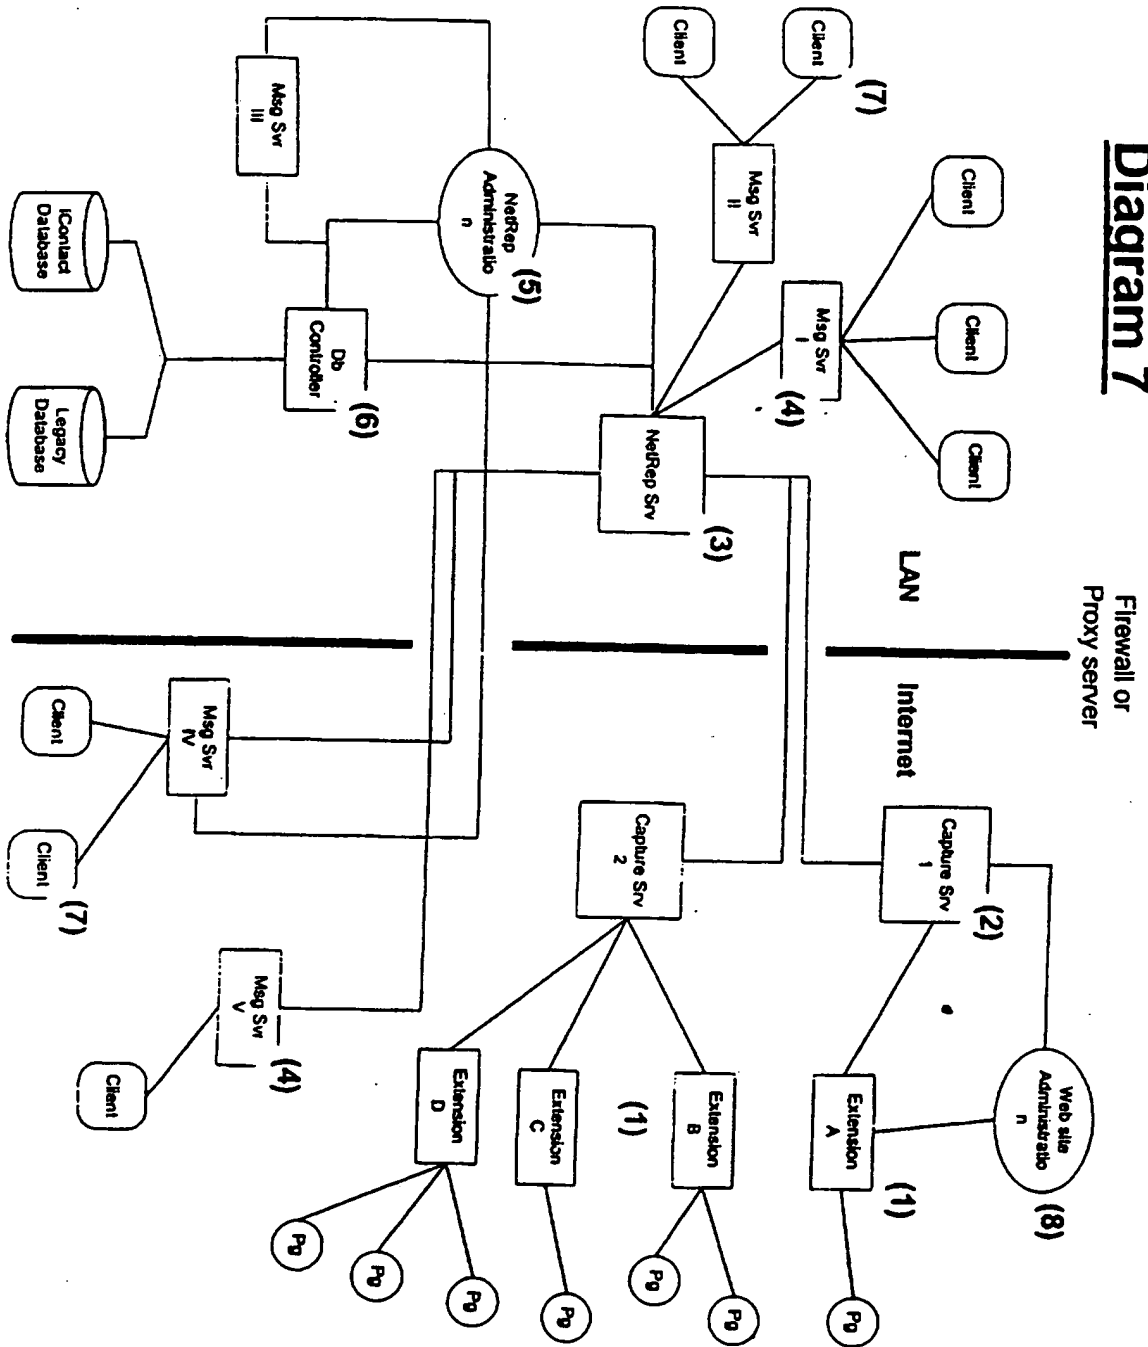 Diagram 7
Firewall or
Proxy server
LAN
Internet
Client
Client
Client
Client
Client
(7)
Msg Svr
II
Msg Svr
I
(4)
Msg Svr
III
NetRep
Administratio
n
(5)
Db
Controller
(6)
iContact
Database
Legacy
Database
NetRep Srv
(3)
Capture Srv
1
(2)
Capture Srv
2
Web site
Administratio
n
(8)
Extension
A
(1)
Extension
B
(1)
Extension
C
Extension
D
Pg
Pg
Pg
Pg
Pg
Pg
Pg
Msg Svr
IV
Client
Client
(7)
Msg Svr
V
(4)
Client